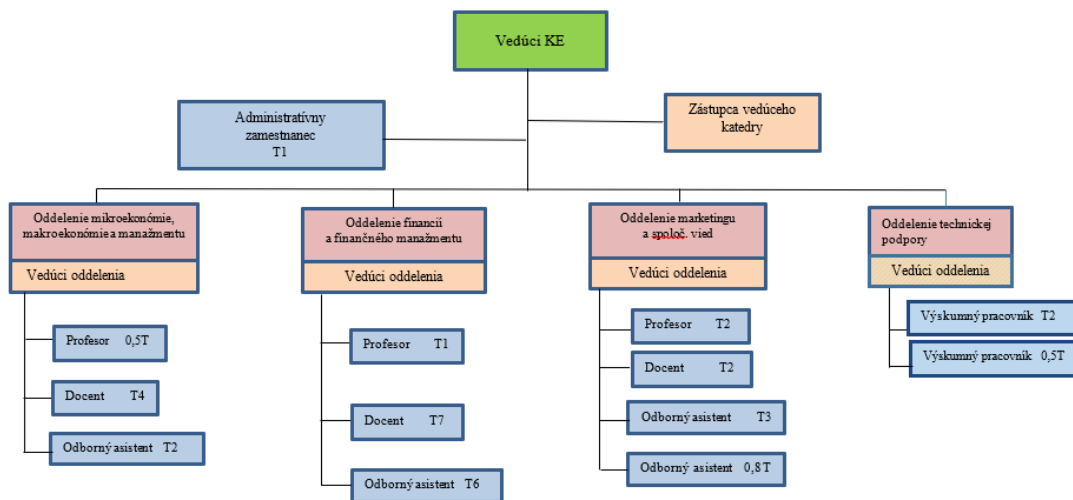 Vedúci KE
Administratívny
zamestnanec
T1
Zástupca vedúceho
katedry
Oddelenie mikroekonómie,
makroekonómie a manažmentu
Vedúci oddelenia
Profesor 0,5T
Docent T4
Odborný asistent T2
Oddelenie financií
a finančného manažmentu
Vedúci oddelenia
Profesor T1
Docent T7
Odborný asistent T6
Oddelenie marketingu
a spoloč. vied
Vedúci oddelenia
Profesor T2
Docent T2
Odborný asistent T3
Odborný asistent 0,8T
Oddelenie technickej
podpory
Vedúci oddelenia
Výskumný pracovník T2
Výskumný pracovník 0,5T